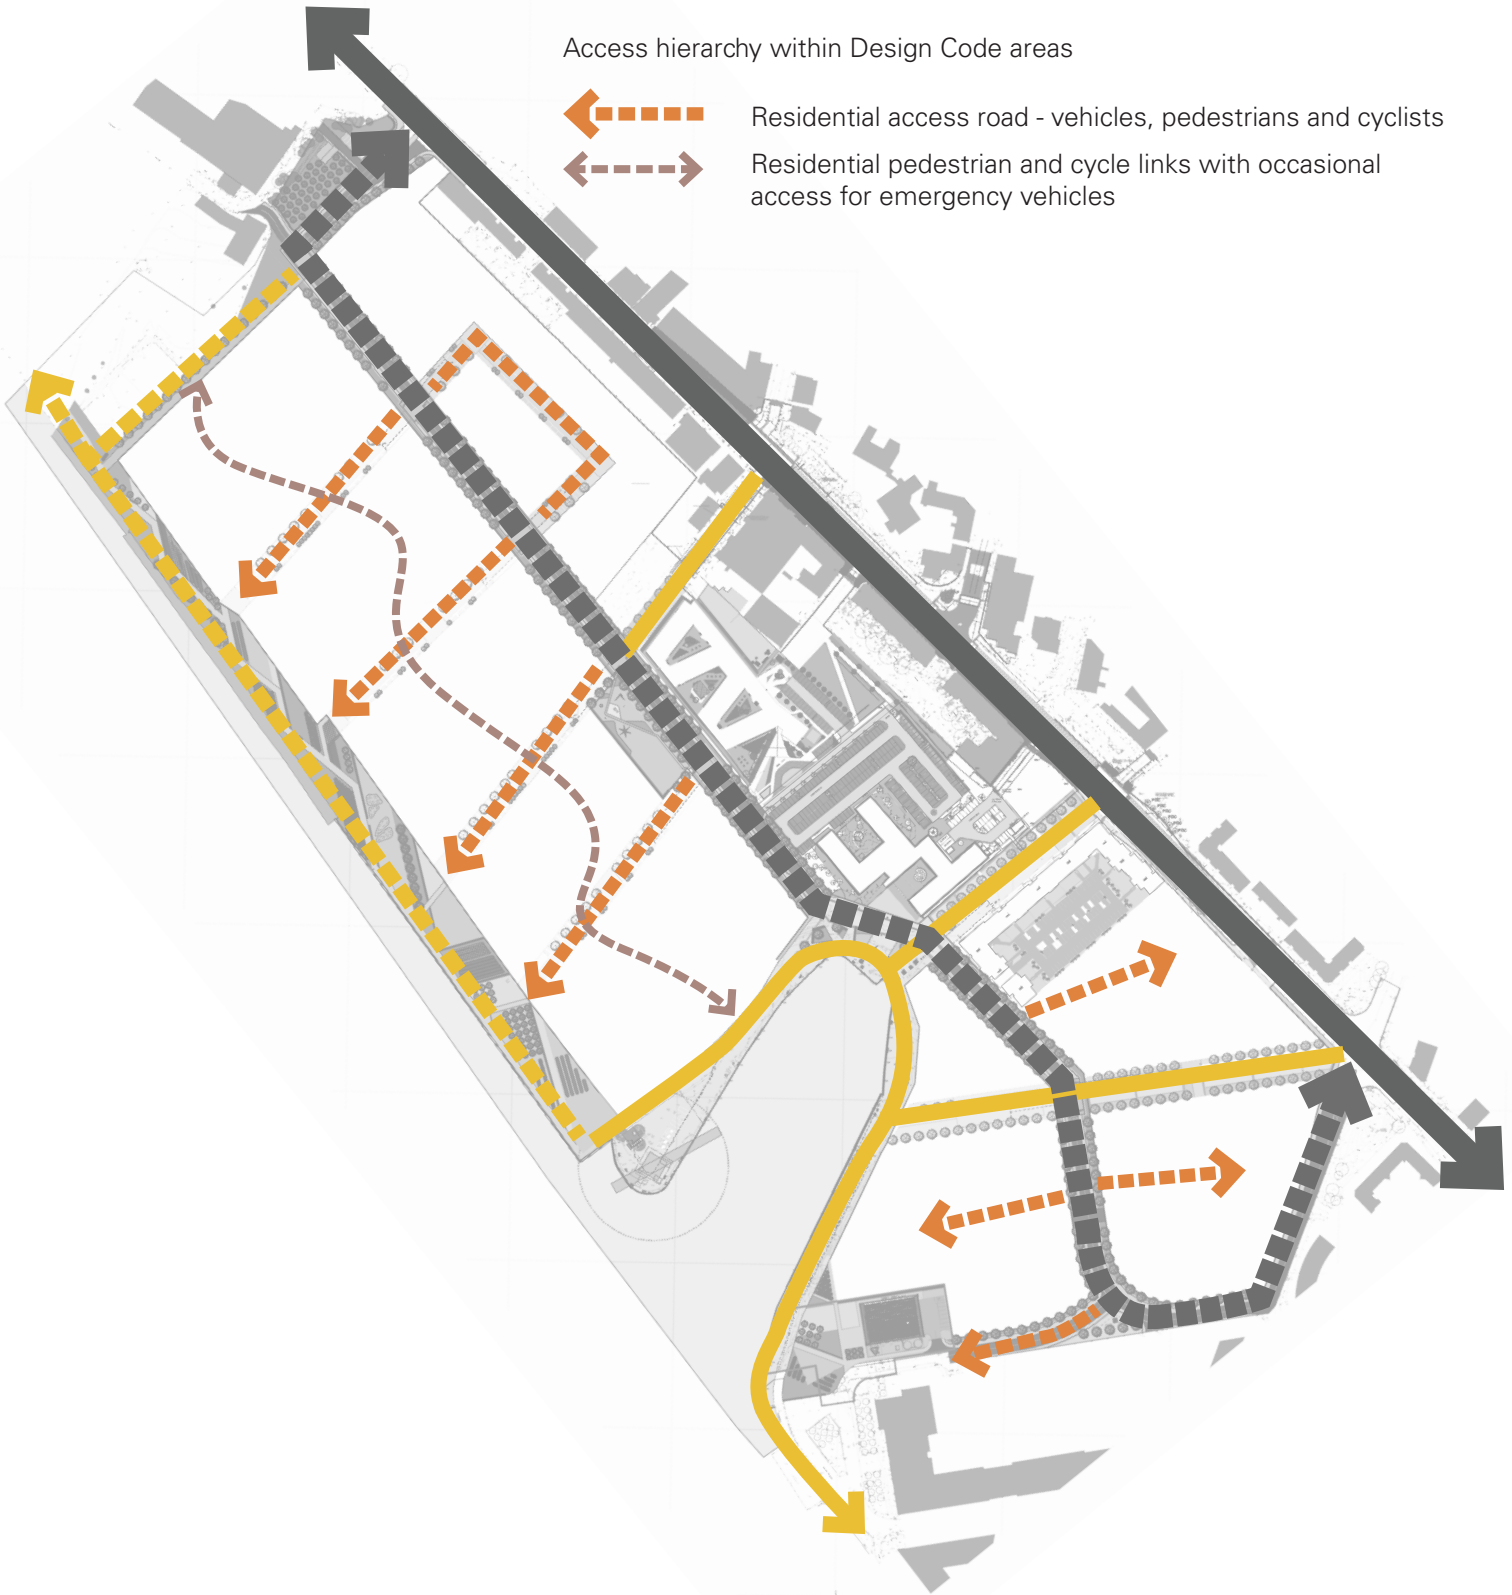 Access hierarchy within Design Code areas
Residential access road - vehicles, pedestrians and cyclists
Residential pedestrian and cycle links with occasional
access for emergency vehicles